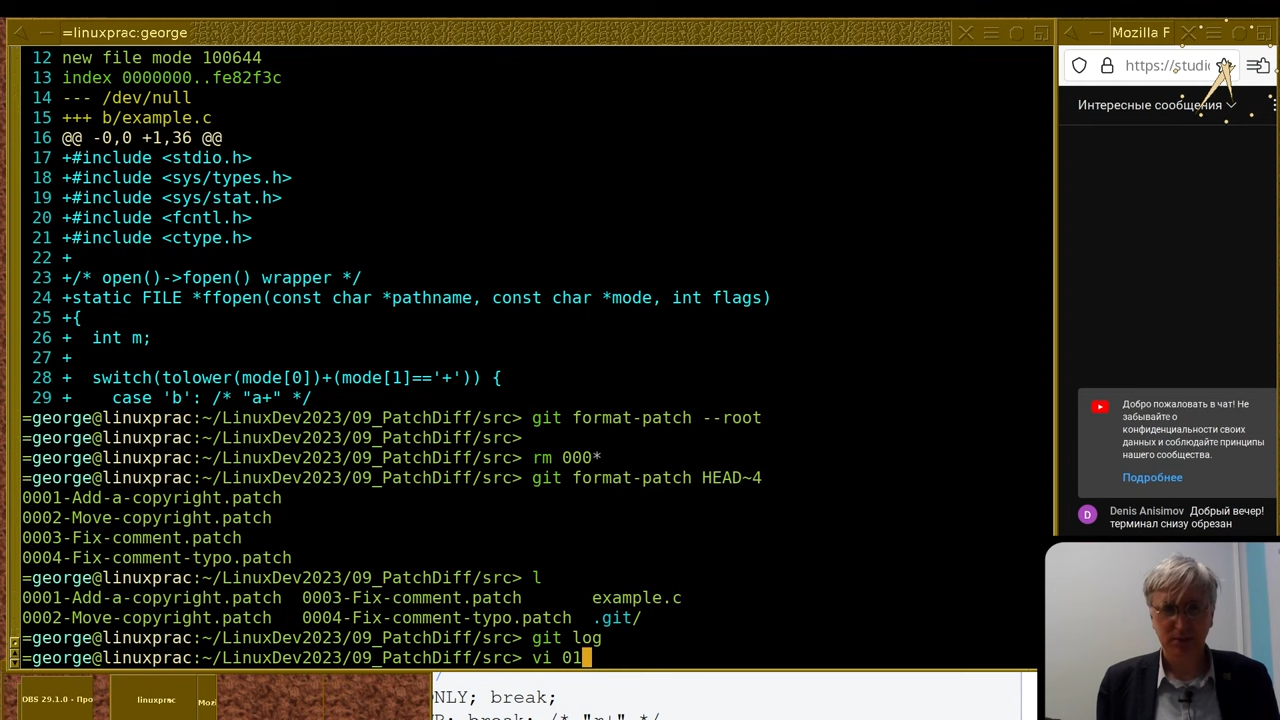 =linuxprac:george
12 new file mode 100644
13 index 0000000..fe82f3c
14 --- /dev/null
15 +++ b/example.c
16 @@ -0,0 +1,36 @@
17 +#include <stdio.h>
18 +#include <sys/types.h>
19 +#include <sys/stat.h>
20 +#include <fcntl.h>
21 +#include <ctype.h>
22 +
23 +/* open()->fopen() wrapper */
24 +static FILE *ffopen(const char *pathname, const char *mode, int flags)
25 +{
26 +  int m;
27 +
28 +  switch(tolower(mode[0])+(mode[1]=='+')) {
29 +    case 'b': /* "a+" */
=george@linuxprac:~/LinuxDev2023/09_PatchDiff/src> git format-patch --root
=george@linuxprac:~/LinuxDev2023/09_PatchDiff/src>
=george@linuxprac:~/LinuxDev2023/09_PatchDiff/src> rm 000*
=george@linuxprac:~/LinuxDev2023/09_PatchDiff/src> git format-patch HEAD~4
0001-Add-a-copyright.patch
0002-Move-copyright.patch
0003-Fix-comment.patch
0004-Fix-comment-typo.patch
=george@linuxprac:~/LinuxDev2023/09_PatchDiff/src> l
0001-Add-a-copyright.patch  0003-Fix-comment.patch       example.c
0002-Move-copyright.patch   0004-Fix-comment-typo.patch  .git/
=george@linuxprac:~/LinuxDev2023/09_PatchDiff/src> git log
=george@linuxprac:~/LinuxDev2023/09_PatchDiff/src> vi 01
Mozilla F
https://studi
Интересные сообщения
Добро пожаловать в чат! Не
забывайте о
конфиденциальности своих
данных и соблюдайте принципы
нашего сообщества.
Подробнее
D
Denis Anisimov Добрый вечер!
терминал снизу обрезан
OBS 29.1.0 - Про
linuxprac
Moz
NLY; break;